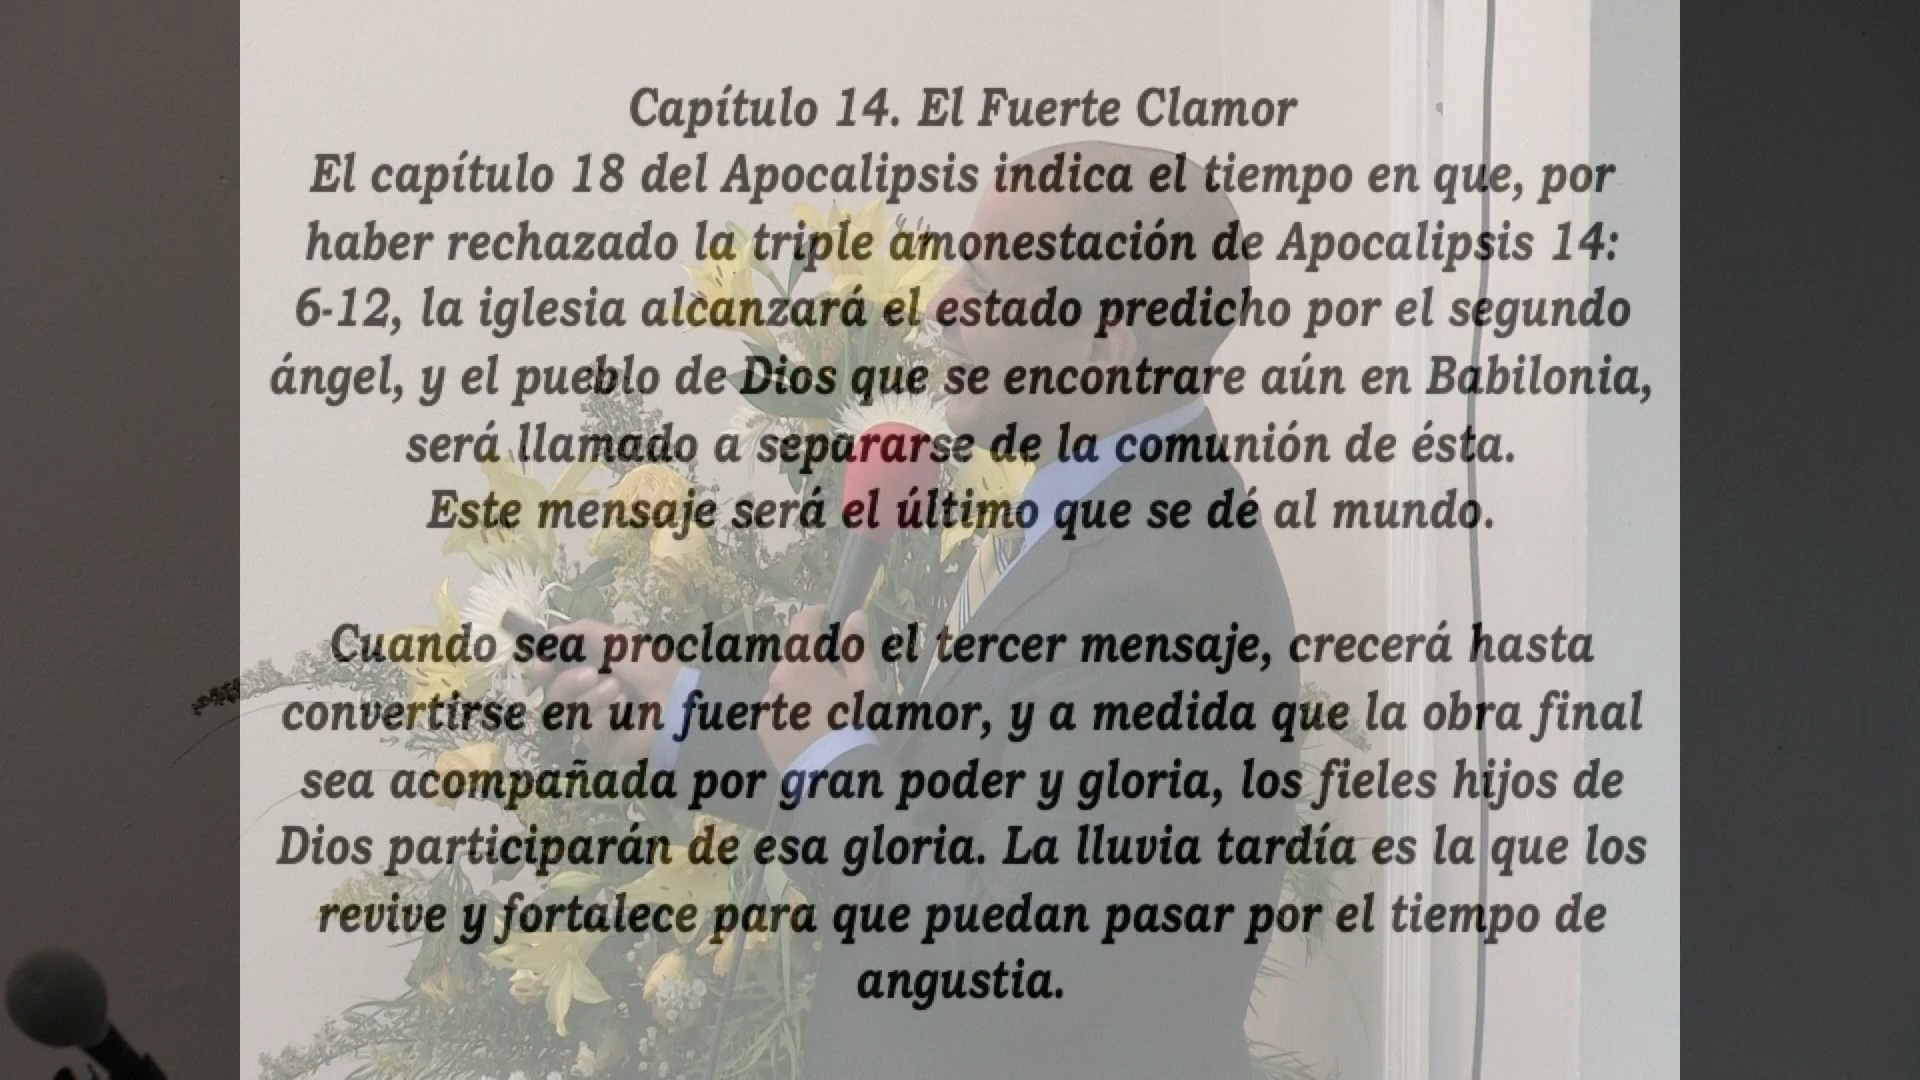 Capítulo 14. El Fuerte Clamor
El capítulo 18 del Apocalipsis indica el tiempo en que, por
haber rechazado la triple amonestación de Apocalipsis 14:
6-12, la iglesia alcanzará el estado predicho por el segundo
ángel, y el pueblo de Dios que se encontrare aún en Babilonia,
será llamado a separarse de la comunión de ésta.
Este mensaje será el último que se dé al mundo.
Cuando sea proclamado el tercer mensaje, crecerá hasta
convertirse en un fuerte clamor, y a medida que la obra final
sea acompañada por gran poder y gloria, los fieles hijos de
Dios participarán de esa gloria. La lluvia tardía es la que los
revive y fortalece para que puedan pasar por el tiempo de
angustia.